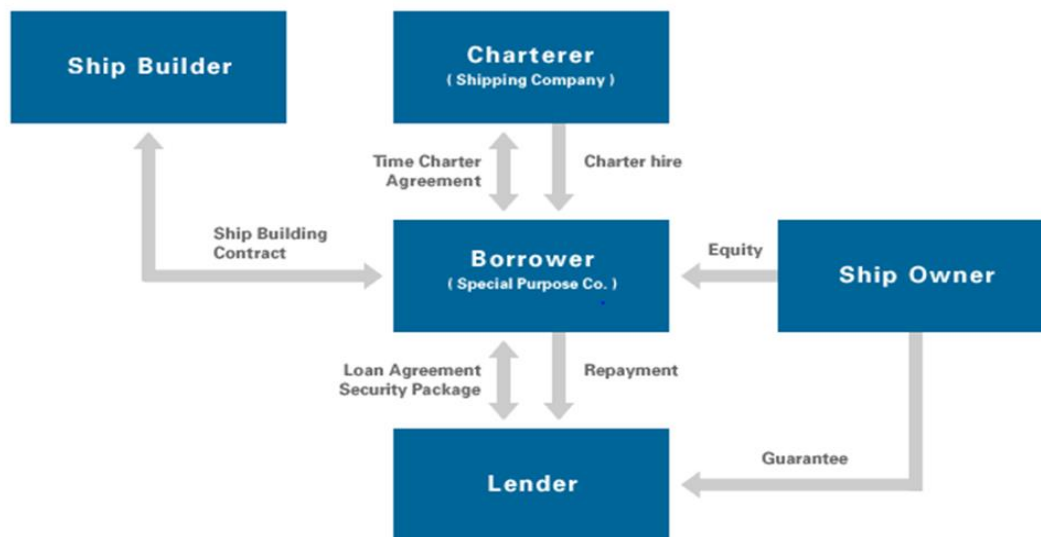 Ship Builder
Charterer
( Shipping Company )
Time Charter
Agreement
Charter hire
Ship Building
Contract
Borrower
( Special Purpose Co. )
Equity
Ship Owner
Loan Agreement
Security Package
Repayment
Guarantee
Lender